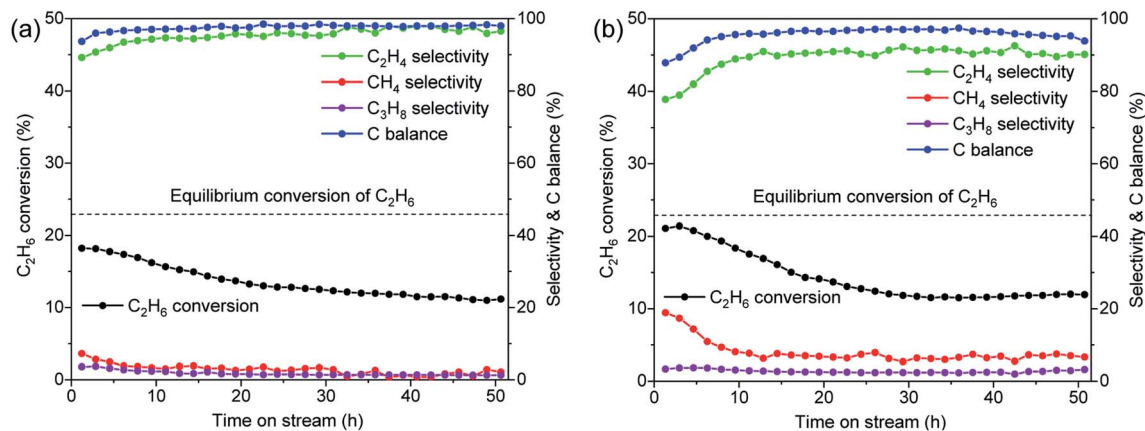 (a)
C₂H₆ conversion (%)
50
40
30
20
10
0
0
10
20
30
40
50
Time on stream (h)
100
80
60
40
20
0
Selectivity & C balance (%)
C₂H₄ selectivity
CH₄ selectivity
C₃H₈ selectivity
C balance
Equilibrium conversion of C₂H₆
C₂H₆ conversion
(b)
C₂H₆ conversion (%)
50
40
30
20
10
0
0
10
20
30
40
50
Time on stream (h)
100
80
60
40
20
0
Selectivity & C balance (%)
C₂H₄ selectivity
CH₄ selectivity
C₃H₈ selectivity
C balance
Equilibrium conversion of C₂H₆
C₂H₆ conversion